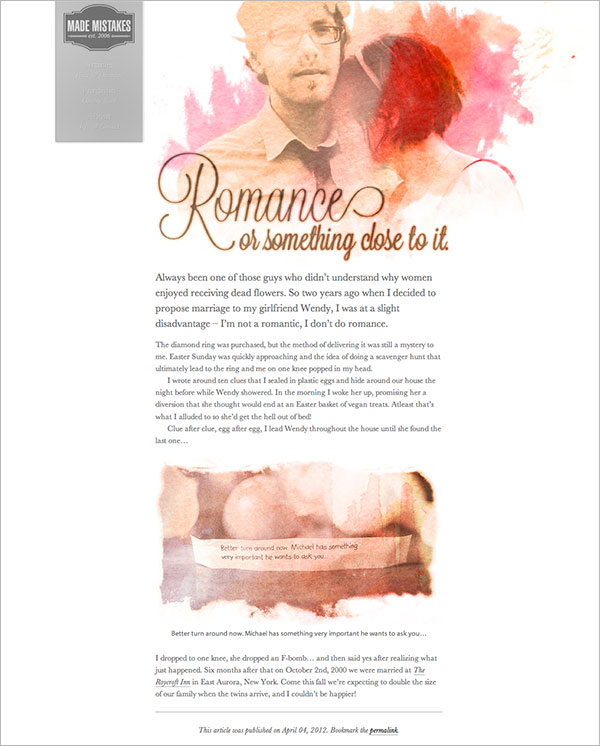 MADE MISTAKES
est. 2006
Romance
or something close to it.
Always been one of those guys who didn't understand why women
enjoyed receiving dead flowers. So two years ago when I decided to
propose marriage to my girlfriend Wendy, I was at a slight
disadvantage – I'm not a romantic, I don't do romance.
The diamond ring was purchased, but the method of delivering it was still a mystery to
me. Easter Sunday was quickly approaching and the idea of doing a scavenger hunt that
ultimately lead to the ring and me on one knee popped in my head.
I wrote around ten clues that I sealed in plastic eggs and hide around our house the
night before while Wendy showered. In the morning I woke her up, promising her a
diversion that she thought would end at an Easter basket of vegan treats. Atleast that's
what I alluded to so she'd get the hell out of bed!
Clue after clue, egg after egg, I lead Wendy throughout the house until she found the
last one…
Better turn around now. Michael has something
very important he wants to ask you...
Better turn around now. Michael has something very important he wants to ask you…
I dropped to one knee, she dropped an F-bomb… and then said yes after realizing what
just happened. Six months after that on October 2nd, 2000 we were married at The
Roycroft Inn in East Aurora, New York. Come this fall we're expecting to double the size
of our family when the twins arrive, and I couldn't be happier!
This article was published on April 04, 2012. Bookmark the permalink.